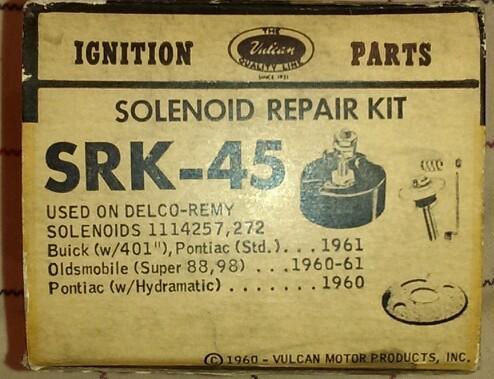 IGNITION THE Vulcan QUALITY LINE PARTS
SINCE 1931
SOLENOID REPAIR KIT
SRK-45
USED ON DELCO-REMY
SOLENOIDS 1114257,272
Buick (w/401"), Pontiac (Std.)...1961
Oldsmobile (Super 88,98) ...1960-61
Pontiac (w/Hydramatic) .......1960
©1960 - VULCAN MOTOR PRODUCTS, INC.